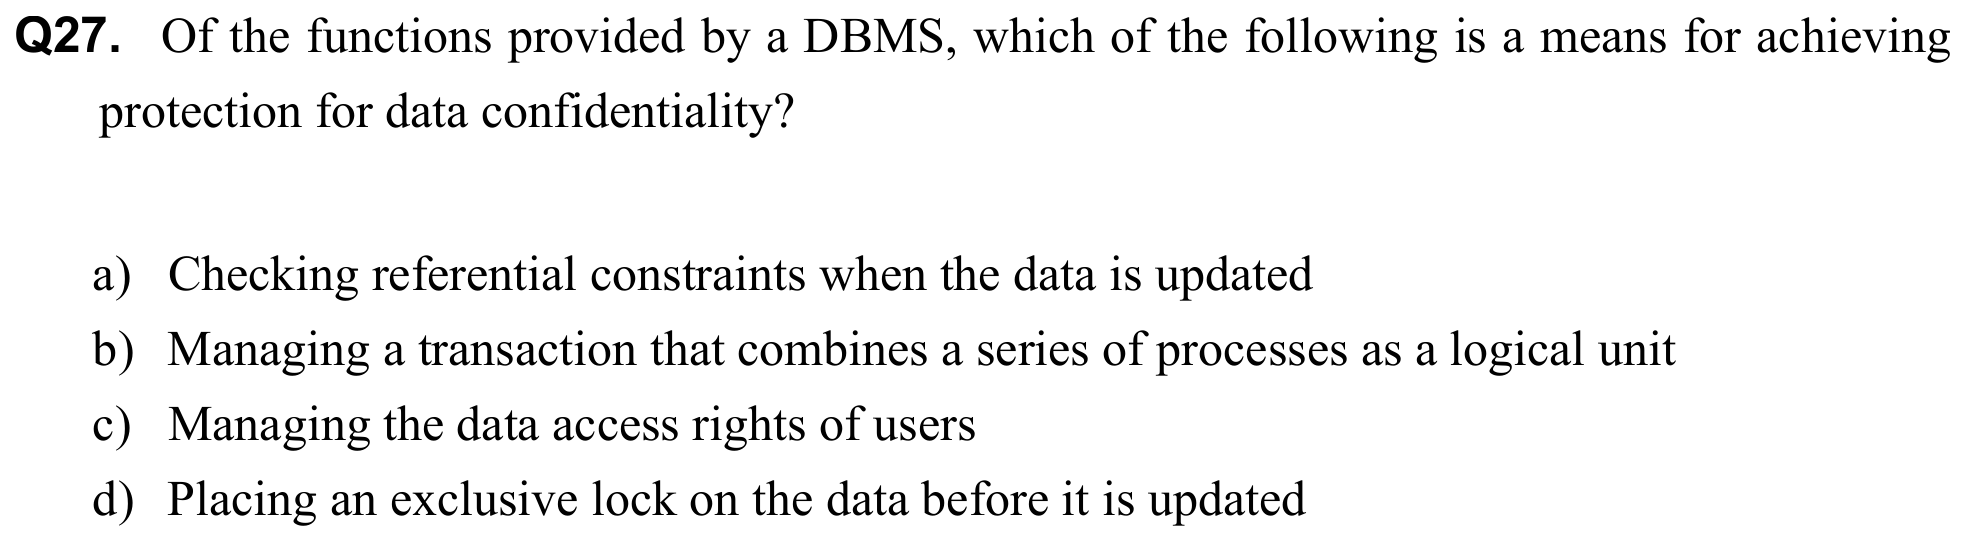 Q27. Of the functions provided by a DBMS, which of the following is a means for achieving
protection for data confidentiality?
a) Checking referential constraints when the data is updated
b) Managing a transaction that combines a series of processes as a logical unit
c) Managing the data access rights of users
d) Placing an exclusive lock on the data before it is updated